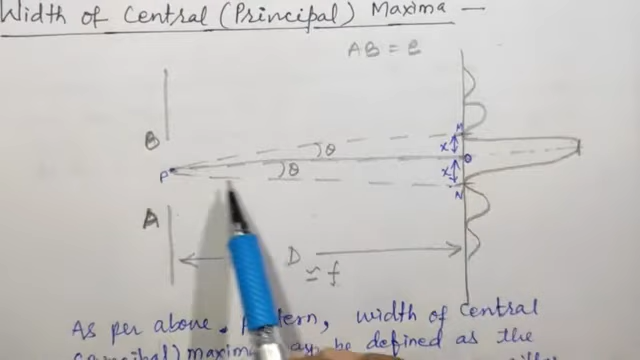 Width of Central (Principal) Maxima —
AB = e
B
θ
M
x
P
θ
O
x
N
A
D
≃ f
As per above pattern, width of central
(principal) maxima may be defined as the